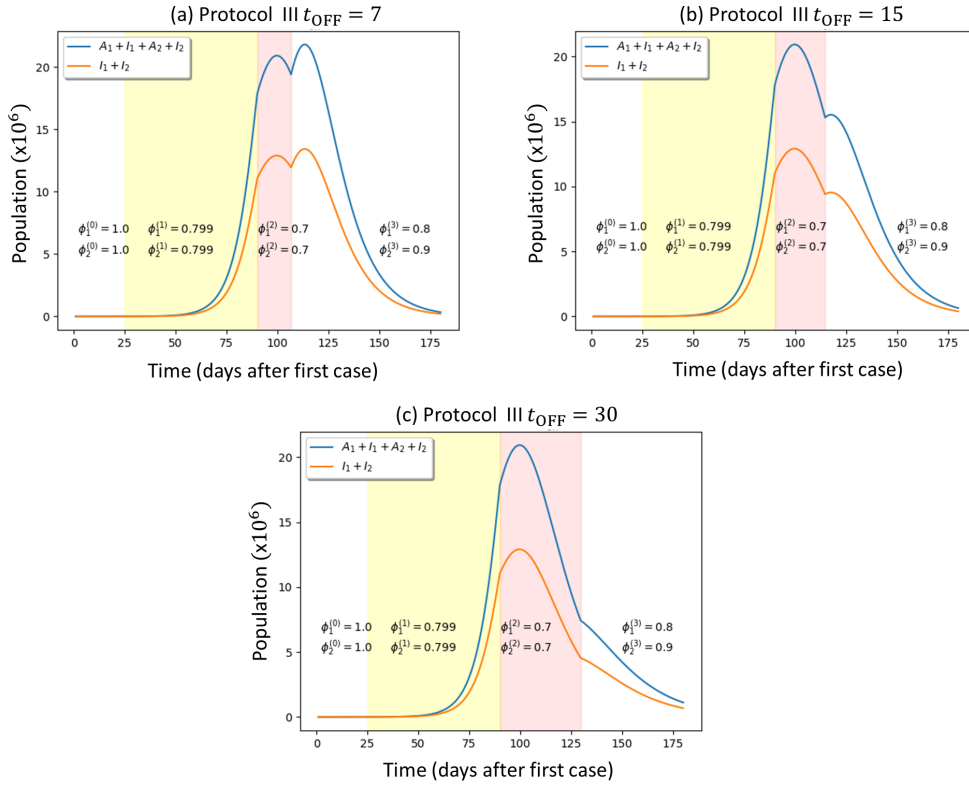 (a) Protocol III t_OFF = 7
A₁ + I₁ + A₂ + I₂
I₁ + I₂
20
15
10
5
0
Population (x10⁶)
ϕ₁⁽⁰⁾ = 1.0 ϕ₁⁽¹⁾ = 0.799 ϕ₁⁽²⁾ = 0.7 ϕ₁⁽³⁾ = 0.8
ϕ₂⁽⁰⁾ = 1.0 ϕ₂⁽¹⁾ = 0.799 ϕ₂⁽²⁾ = 0.7 ϕ₂⁽³⁾ = 0.9
0 25 50 75 100 125 150 175
Time (days after first case)
(b) Protocol III t_OFF = 15
A₁ + I₁ + A₂ + I₂
I₁ + I₂
20
15
10
5
0
Population (x10⁶)
ϕ₁⁽⁰⁾ = 1.0 ϕ₁⁽¹⁾ = 0.799 ϕ₁⁽²⁾ = 0.7 ϕ₁⁽³⁾ = 0.8
ϕ₂⁽⁰⁾ = 1.0 ϕ₂⁽¹⁾ = 0.799 ϕ₂⁽²⁾ = 0.7 ϕ₂⁽³⁾ = 0.9
0 25 50 75 100 125 150 175
Time (days after first case)
(c) Protocol III t_OFF = 30
A₁ + I₁ + A₂ + I₂
I₁ + I₂
20
15
10
5
0
Population (x10⁶)
ϕ₁⁽⁰⁾ = 1.0 ϕ₁⁽¹⁾ = 0.799 ϕ₁⁽²⁾ = 0.7 ϕ₁⁽³⁾ = 0.8
ϕ₂⁽⁰⁾ = 1.0 ϕ₂⁽¹⁾ = 0.799 ϕ₂⁽²⁾ = 0.7 ϕ₂⁽³⁾ = 0.9
0 25 50 75 100 125 150 175
Time (days after first case)